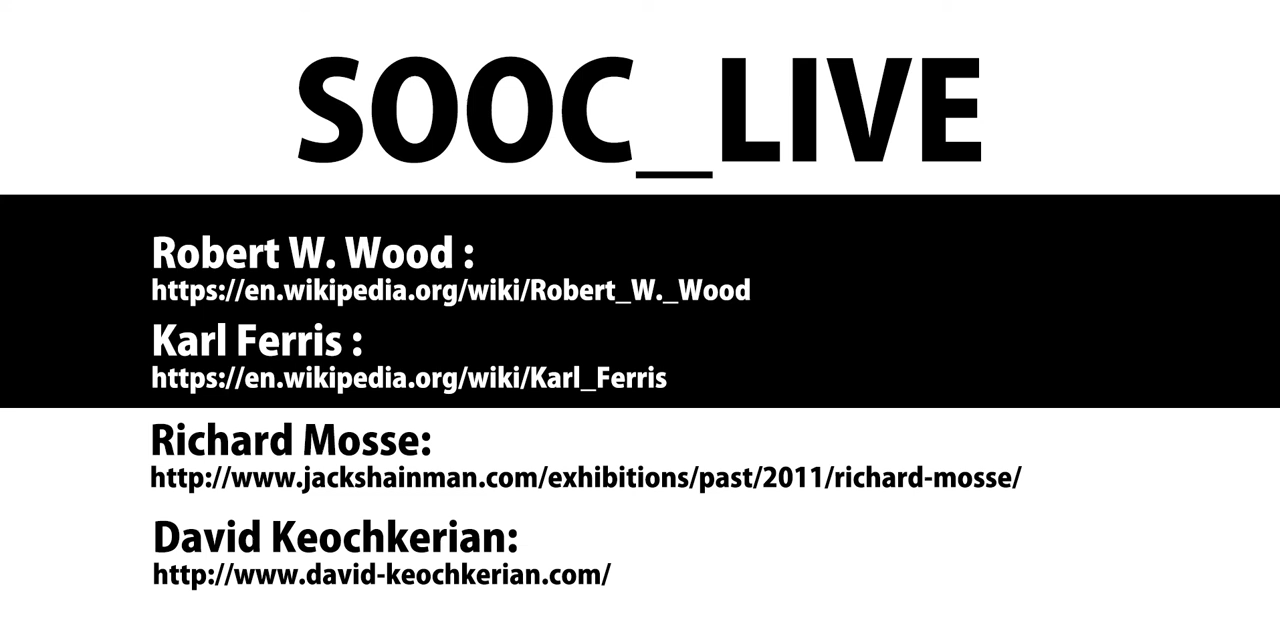 SOOC_LIVE
Robert W. Wood :
https://en.wikipedia.org/wiki/Robert_W._Wood
Karl Ferris :
https://en.wikipedia.org/wiki/Karl_Ferris
Richard Mosse:
http://www.jackshainman.com/exhibitions/past/2011/richard-mosse/
David Keochkerian:
http://www.david-keochkerian.com/